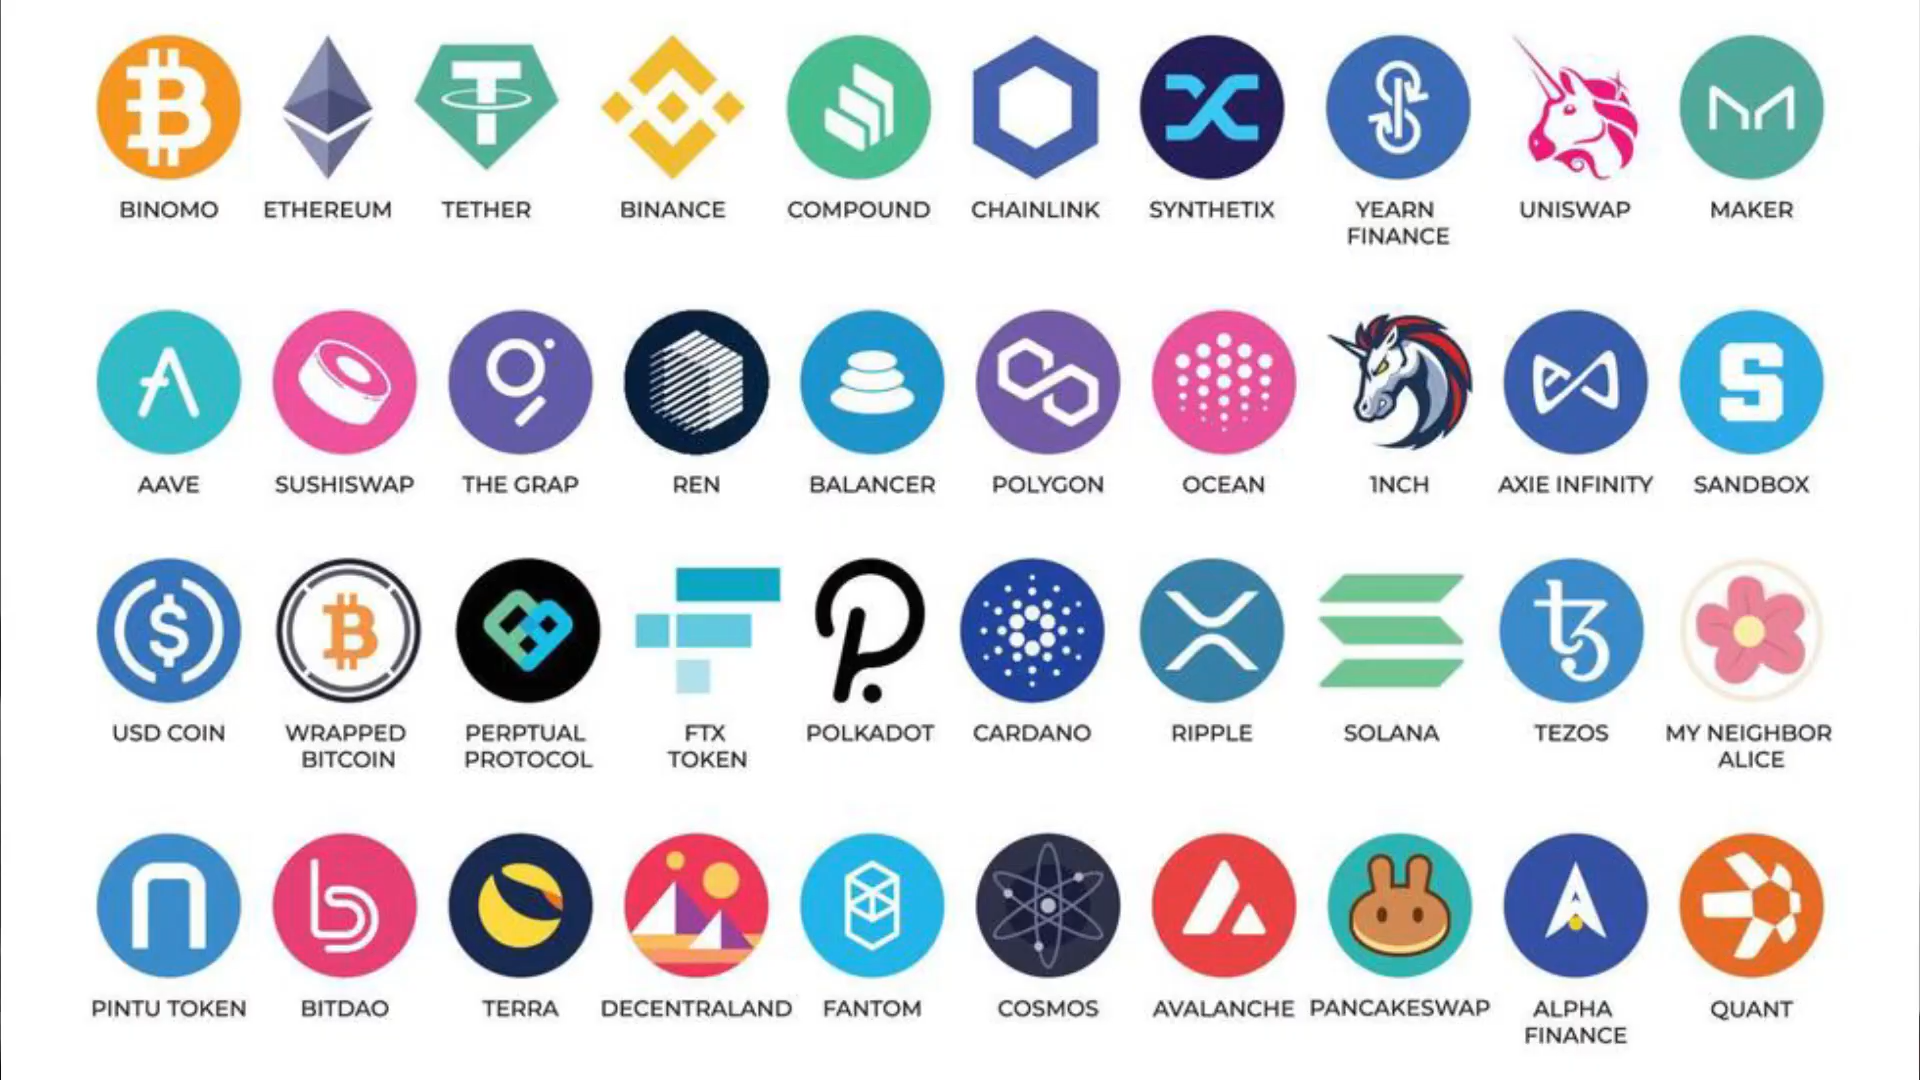 BINOMO
ETHEREUM
TETHER
BINANCE
COMPOUND
CHAINLINK
SYNTHETIX
YEARN
FINANCE
UNISWAP
MAKER
AAVE
SUSHISWAP
THE GRAP
REN
BALANCER
POLYGON
OCEAN
1NCH
AXIE INFINITY
SANDBOX
USD COIN
WRAPPED
BITCOIN
PERPTUAL
PROTOCOL
FTX
TOKEN
POLKADOT
CARDANO
RIPPLE
SOLANA
TEZOS
MY NEIGHBOR
ALICE
PINTU TOKEN
BITDAO
TERRA
DECENTRALAND
FANTOM
COSMOS
AVALANCHE
PANCAKESWAP
ALPHA
FINANCE
QUANT